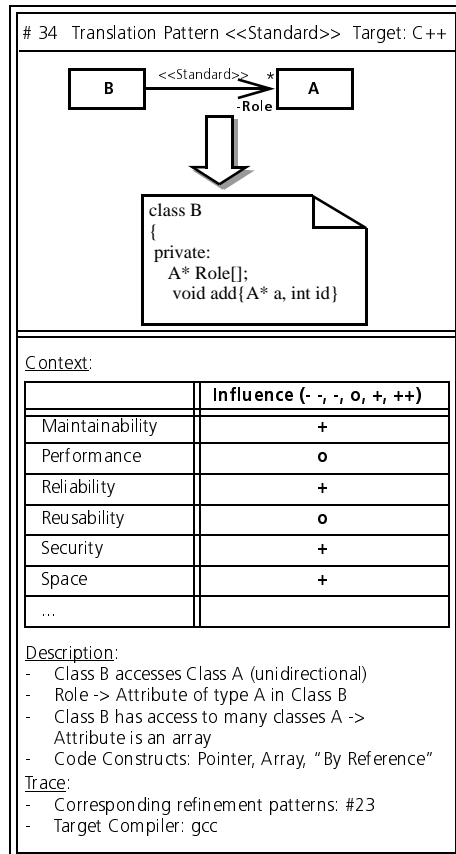 # 34 Translation Pattern <<Standard>> Target: C++
<<Standard>>
B
*
A
-Role
class B
{
private:
A* Role[];
void add{A* a, int id}
Context:
Influence (- -, -, o, +, ++)
Maintainability +
Performance o
Reliability +
Reusability o
Security +
Space +
...
Description:
- Class B accesses Class A (unidirectional)
- Role -> Attribute of type A in Class B
- Class B has access to many classes A ->
Attribute is an array
- Code Constructs: Pointer, Array, “By Reference”
Trace:
- Corresponding refinement patterns: #23
- Target Compiler: gcc